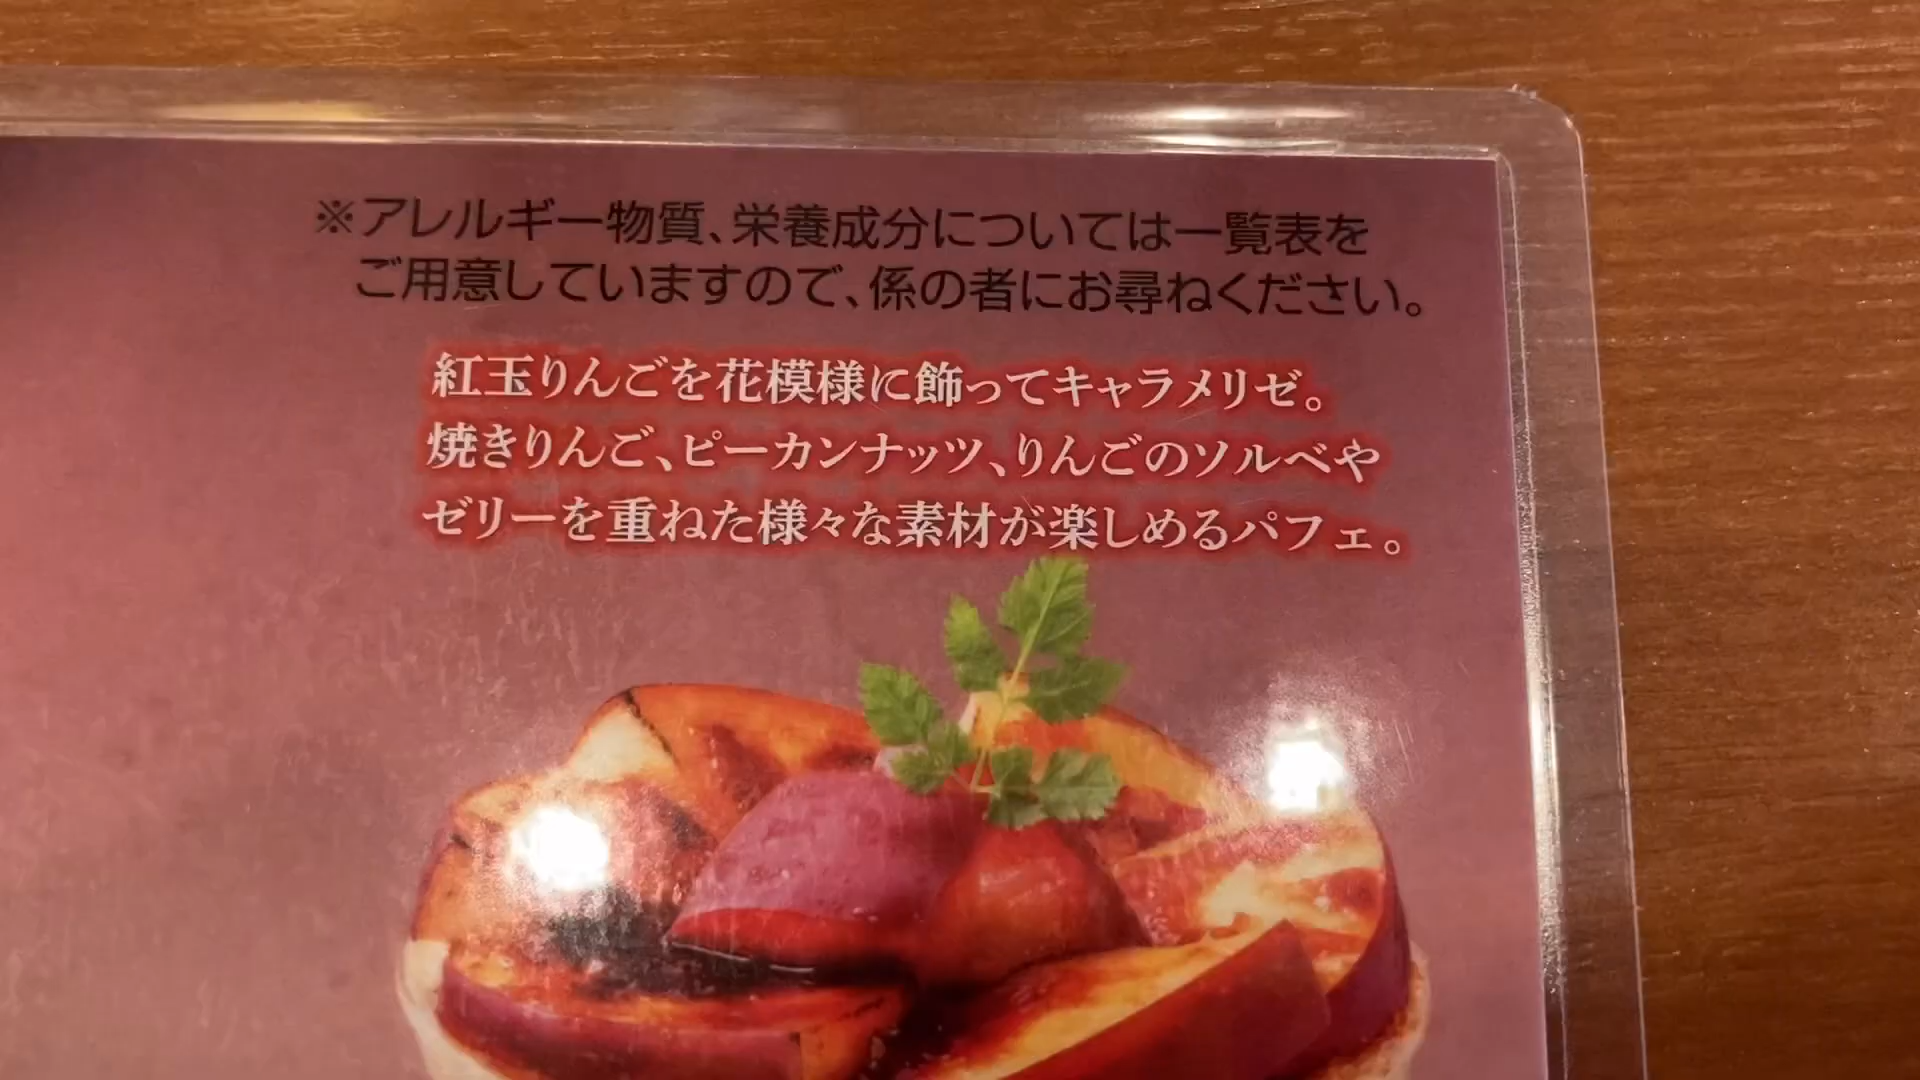 ※アレルギー物質、栄養成分については一覧表を
ご用意していますので、係の者にお尋ねください。
紅玉りんごを花模様に飾ってキャラメリゼ。
焼きりんご、ピーカンナッツ、りんごのソルベや
ゼリーを重ねた様々な素材が楽しめるパフェ。